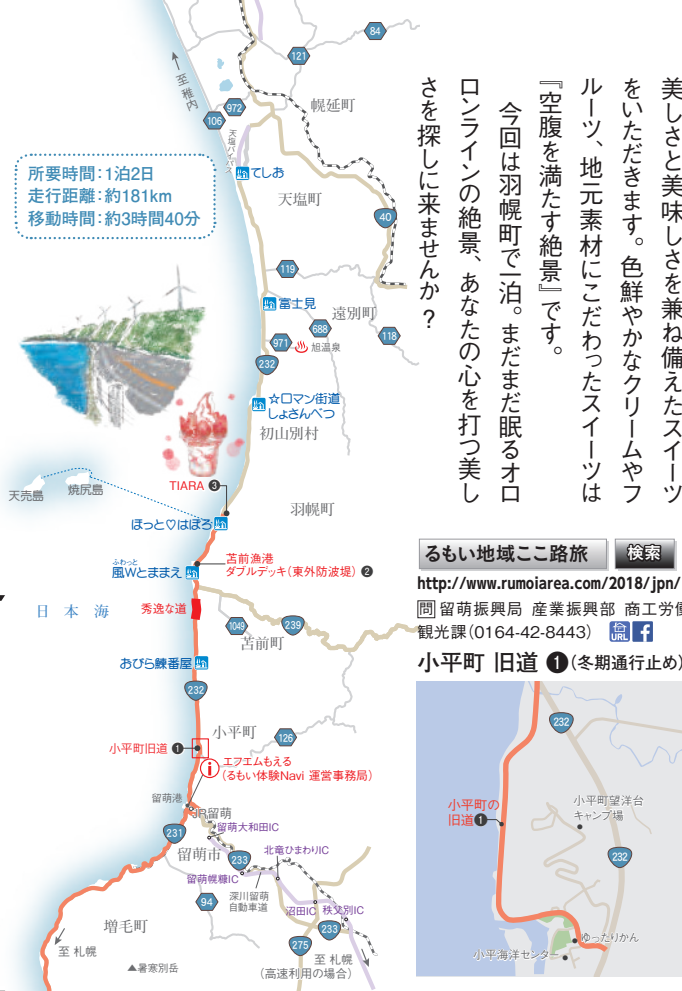 美しさと美味しさを兼ね備えたスイーツ
をいただきます。色鮮やかなクリームやフ
ルーツ、地元素材にこだわったスイーツは
『空腹を満たす絶景』です。
今回は羽幌町で一泊。まだまだ眠るオロ
ロンラインの絶景、あなたの心を打つ美し
さを探しに来ませんか?
所要時間:1泊2日
走行距離:約181km
移動時間:約3時間40分
84
121
至 稚内
幌延町
972
106
天塩バイパス
てしお
天塩町
40
119
富士見
遠別町
688
971
旭温泉
118
232
☆ロマン街道
しょさんべつ
初山別村
TIARA ❸
天売島
焼尻島
羽幌町
ほっと♡はぼろ
苫前漁港
ダブルデッキ(東外防波堤) ❷
ふわっと
風Wとままえ
日本海
秀逸な道
1049
239
苫前町
おびら鰊番屋
232
小平町
126
小平町旧道 ❶
i
エフエムもえる
(るもい体験Navi 運営事務局)
留萌港
JR留萌
231
留萌大和田IC
留萌市
233
北竜ひまわりIC
留萌幌糠IC
深川留萌
自動車道
94
沼田IC
秩父別IC
233
増毛町
275
至 札幌
至 札幌
(高速利用の場合)
▲暑寒別岳
るもい地域ここ路旅
検索
http://www.rumoiarea.com/2018/jpn/
問 留萌振興局 産業振興部 商工労働
観光課(0164-42-8443)
URL
f
小平町 旧道 ❶(冬期通行止め)
232
小平町の
旧道❶
小平町望洋台
キャンプ場
232
ゆったりかん
小平海洋センター